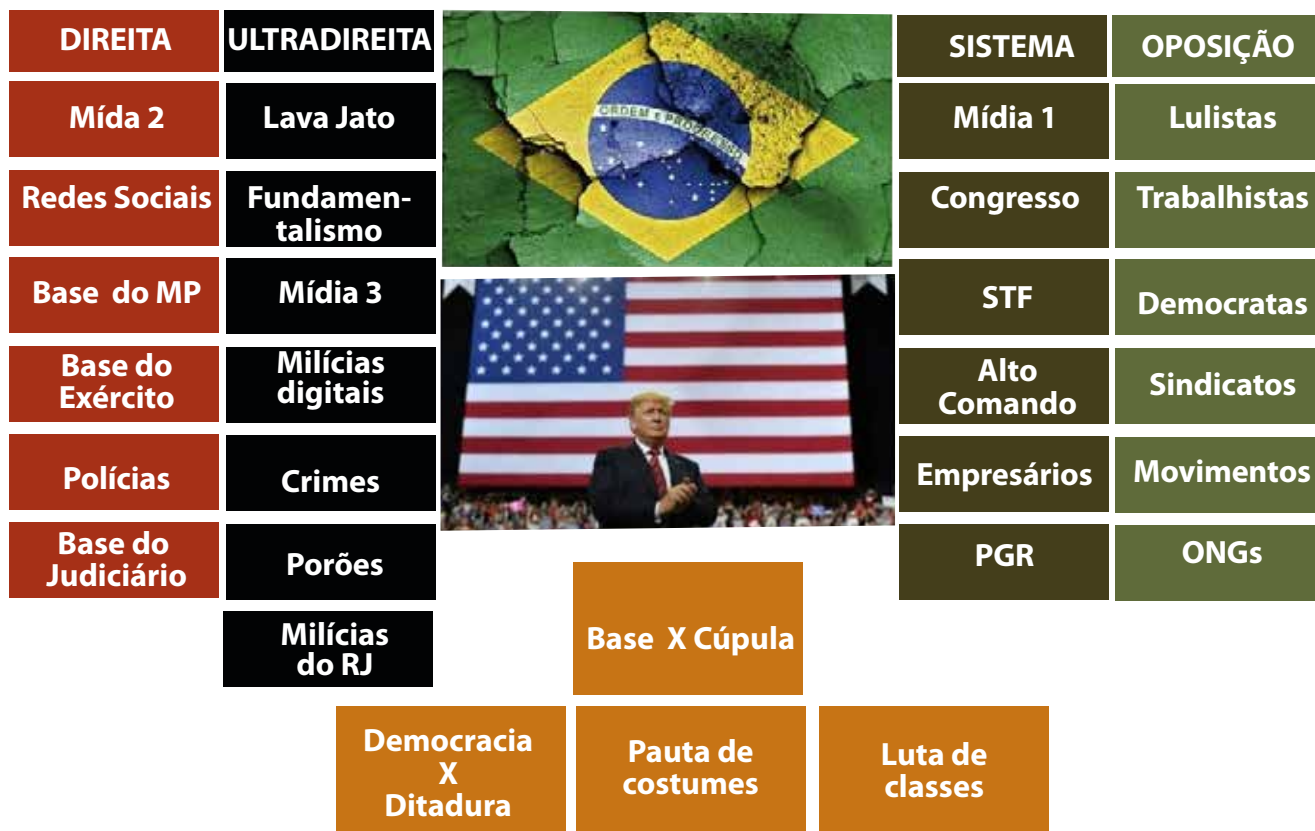 DIREITA
Mída 2
Redes Sociais
Base do MP
Base do
Exército
Polícias
Base do
Judiciário
ULTRADIREITA
Lava Jato
Fundamen-
talismo
Mídia 3
Milícias
digitais
Crimes
Porões
Milícias
do RJ
ORDEM E PROGRESSO
SISTEMA
Mídia 1
Congresso
STF
Alto
Comando
Empresários
PGR
OPOSIÇÃO
Lulistas
Trabalhistas
Democratas
Sindicatos
Movimentos
ONGs
Base X Cúpula
Democracia
X
Ditadura
Pauta de
costumes
Luta de
classes